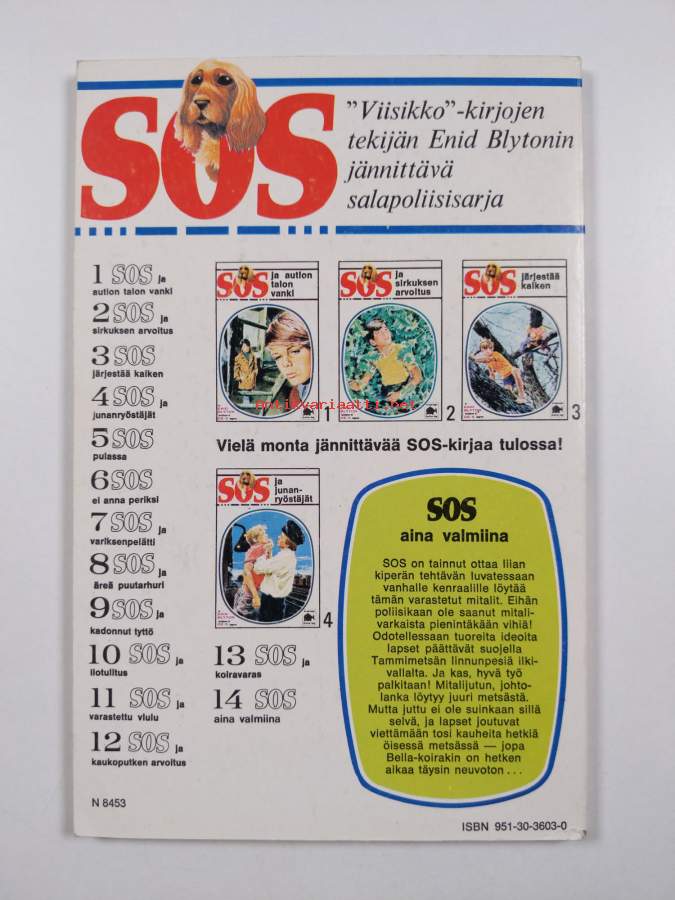 SOS
"Viisikko"-kirjojen
tekijän Enid Blytonin
jännittävä
salapoliisisarja
1 SOS ja
aution talon vanki
2 SOS ja
sirkuksen arvoitus
3 SOS
järjestää kaiken
4 SOS ja
junanryöstäjät
5 SOS
pulassa
6 SOS
ei anna periksi
7 SOS ja
variksenpelätti
8 SOS ja
äreä puutarhuri
9 SOS ja
kadonnut tyttö
10 SOS ja
ilotulitus
11 SOS ja
varastettu viulu
12 SOS ja
kaukoputken arvoitus
SOS ja aution
talon
vanki
1
SOS ja
sirkuksen
arvoitus
2
SOS järjestää
kaiken
3
antikvariaatti.net
Vielä monta jännittävää SOS-kirjaa tulossa!
SOS ja
junan-
ryöstäjät
4
13 SOS ja
koiravaras
14 SOS
aina valmiina
SOS
aina valmiina
SOS on tainnut ottaa liian
kiperän tehtävän luvatessaan
vanhalle kenraalille löytää
tämän varastetut mitalit. Eihän
poliisikaan ole saanut mitali-
varkaista pienintäkään vihiä!
Odotellessaan tuoreita ideoita
lapset päättävät suojella
Tammimetsän linnunpesiä ilki-
vallalta. Ja kas, hyvä työ
palkitaan! Mitalijutun, johto-
lanka löytyy juuri metsästä.
Mutta juttu ei ole suinkaan sillä
selvä, ja lapset joutuvat
viettämään tosi kauheita hetkiä
öisessä metsässä — jopa
Bella-koirakin on hetken
aikaa täysin neuvoton...
N 8453
ISBN 951-30-3603-0